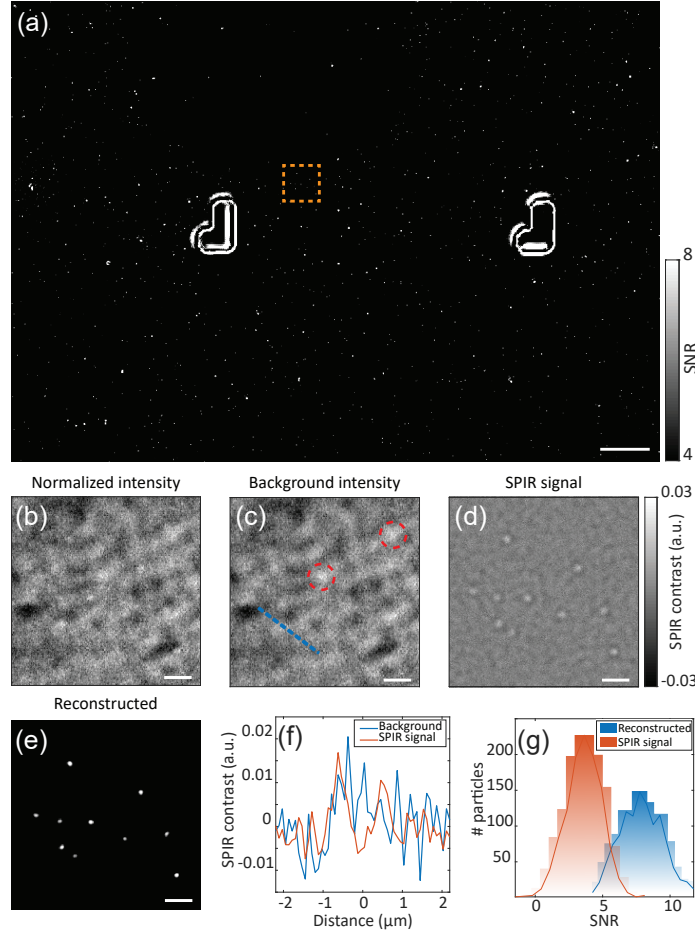 (a)
8
SNR
4
Normalized intensity
Background intensity
SPIR signal
(b)
(c)
(d)
0.03
SPIR contrast (a.u.)
-0.03
Reconstructed
(e)
(f)
Background
SPIR signal
0.02
0.01
0
-0.01
SPIR contrast (a.u.)
-2
-1
0
1
2
Distance (μm)
(g)
Reconstructed
SPIR signal
200
150
100
50
# particles
0
5
10
SNR